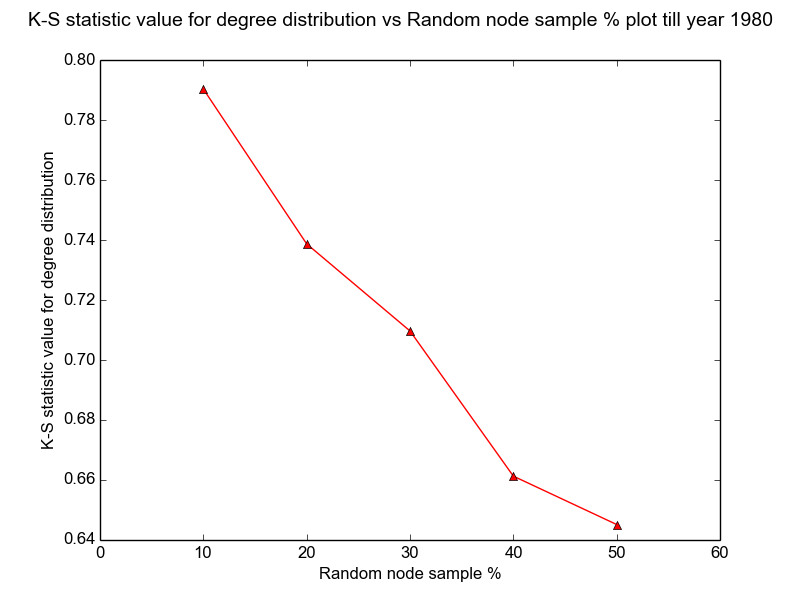 K-S statistic value for degree distribution vs Random node sample % plot till year 1980
0.80
0.78
0.76
0.74
0.72
0.70
0.68
0.66
0.64
K-S statistic value for degree distribution
0 10 20 30 40 50 60
Random node sample %